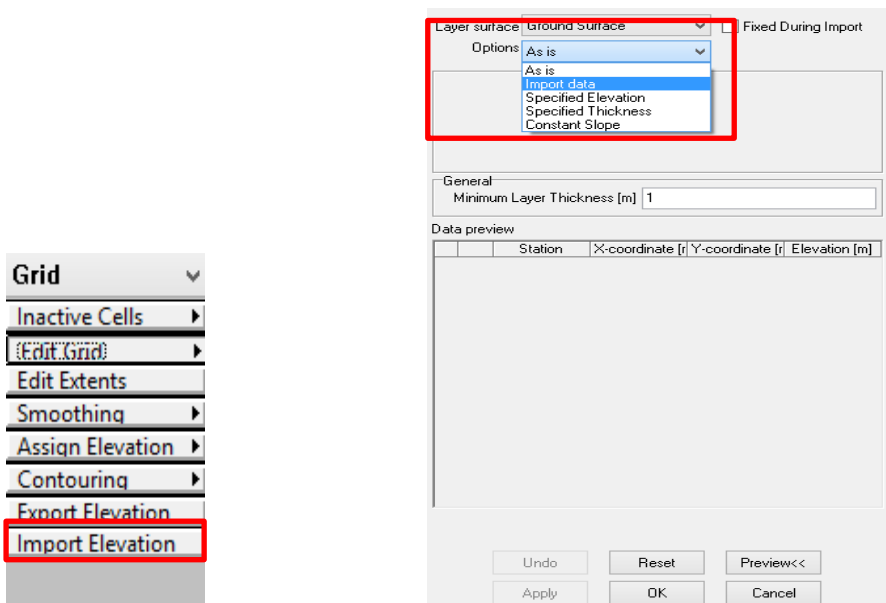 Grid
Inactive Cells
Edit Grid
Edit Extents
Smoothing
Assign Elevation
Contouring
Export Elevation
Import Elevation
Layer surface Ground Surface Fixed During Import
Options As is
As is
Import data
Specified Elevation
Specified Thickness
Constant Slope
General
Minimum Layer Thickness [m] 1
Data preview
Station X-coordinate [r Y-coordinate [r Elevation [m]
Undo Reset Preview<<
Apply OK Cancel